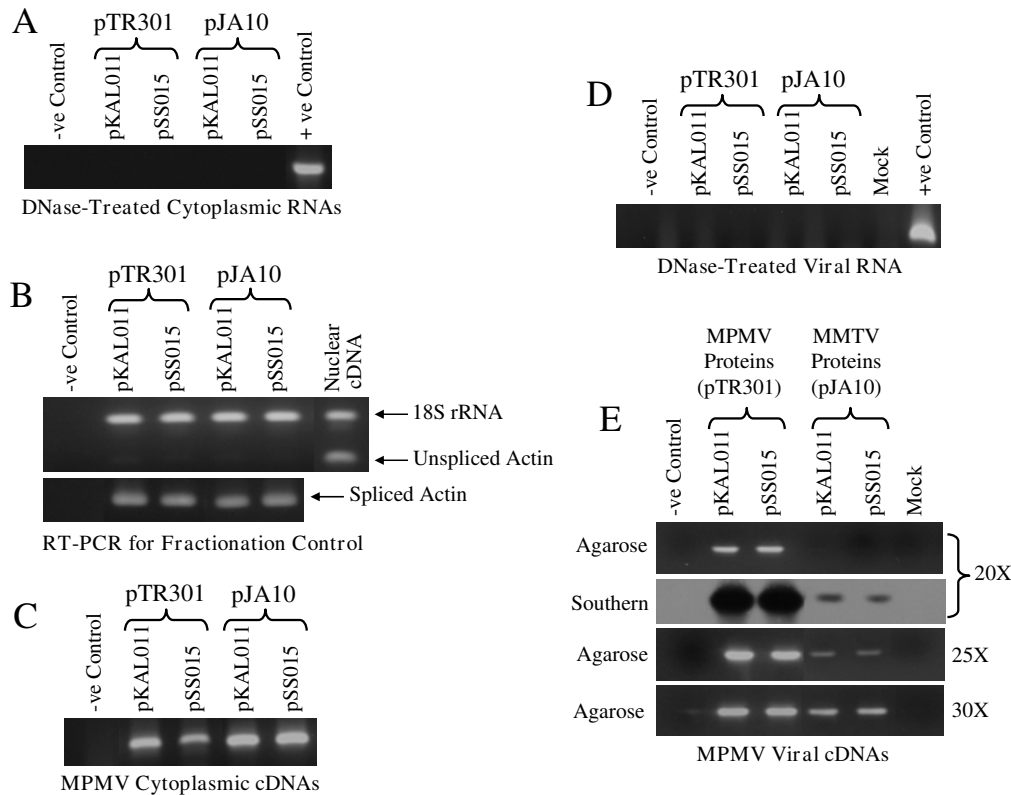 A
pTR301
pJA10
-ve Control
pKAL011
pSS015
pKAL011
pSS015
+ ve Control
DNase-Treated Cytoplasmic RNAs
B
pTR301
pJA10
-ve Control
pKAL011
pSS015
pKAL011
pSS015
Nuclear
cDNA
18S rRNA
Unspliced Actin
Spliced Actin
RT-PCR for Fractionation Control
C
pTR301
pJA10
-ve Control
pKAL011
pSS015
pKAL011
pSS015
MPMV Cytoplasmic cDNAs
D
pTR301
pJA10
-ve Control
pKAL011
pSS015
pKAL011
pSS015
Mock
+ve Control
DNase-Treated Viral RNA
E
MPMV
Proteins
(pTR301)
MMTV
Proteins
(pJA10)
-ve Control
pKAL011
pSS015
pKAL011
pSS015
Mock
Agarose
Southern
20X
Agarose
25X
Agarose
30X
MPMV Viral cDNAs